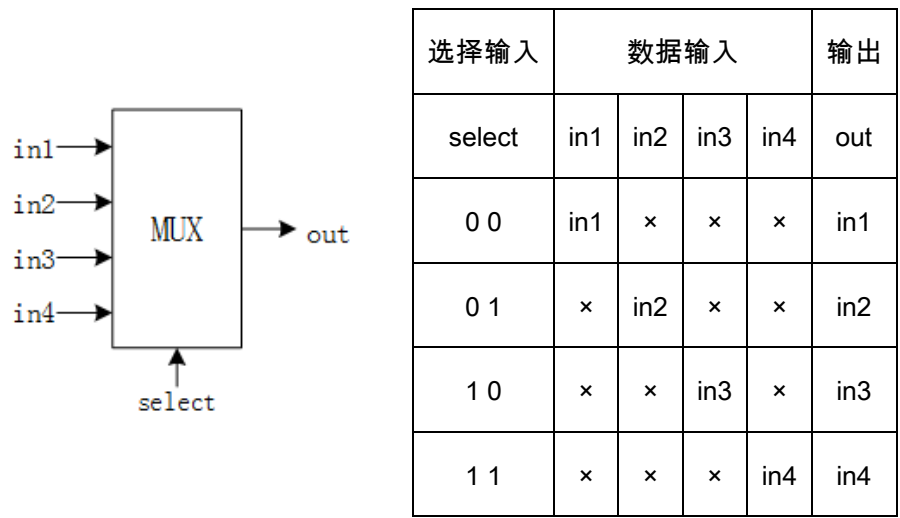 in1
in2
in3
in4
MUX
out
select
选择输入 数据输入 输出
select in1 in2 in3 in4 out
0 0 in1 × × × in1
0 1 × in2 × × in2
1 0 × × in3 × in3
1 1 × × × in4 in4